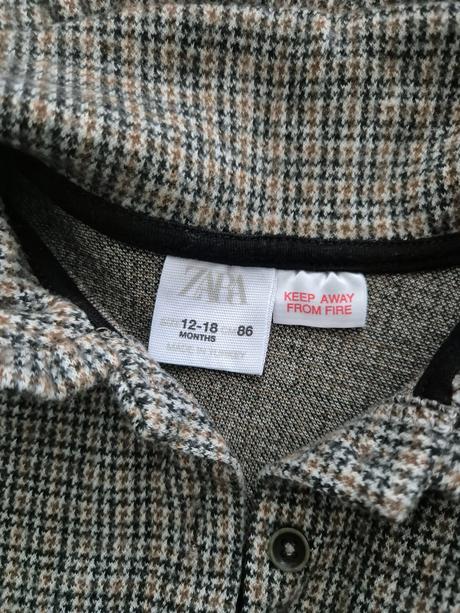 ZARA
12-18 86
MONTHS
MADE IN TURKEY
KEEP AWAY
FROM FIRE